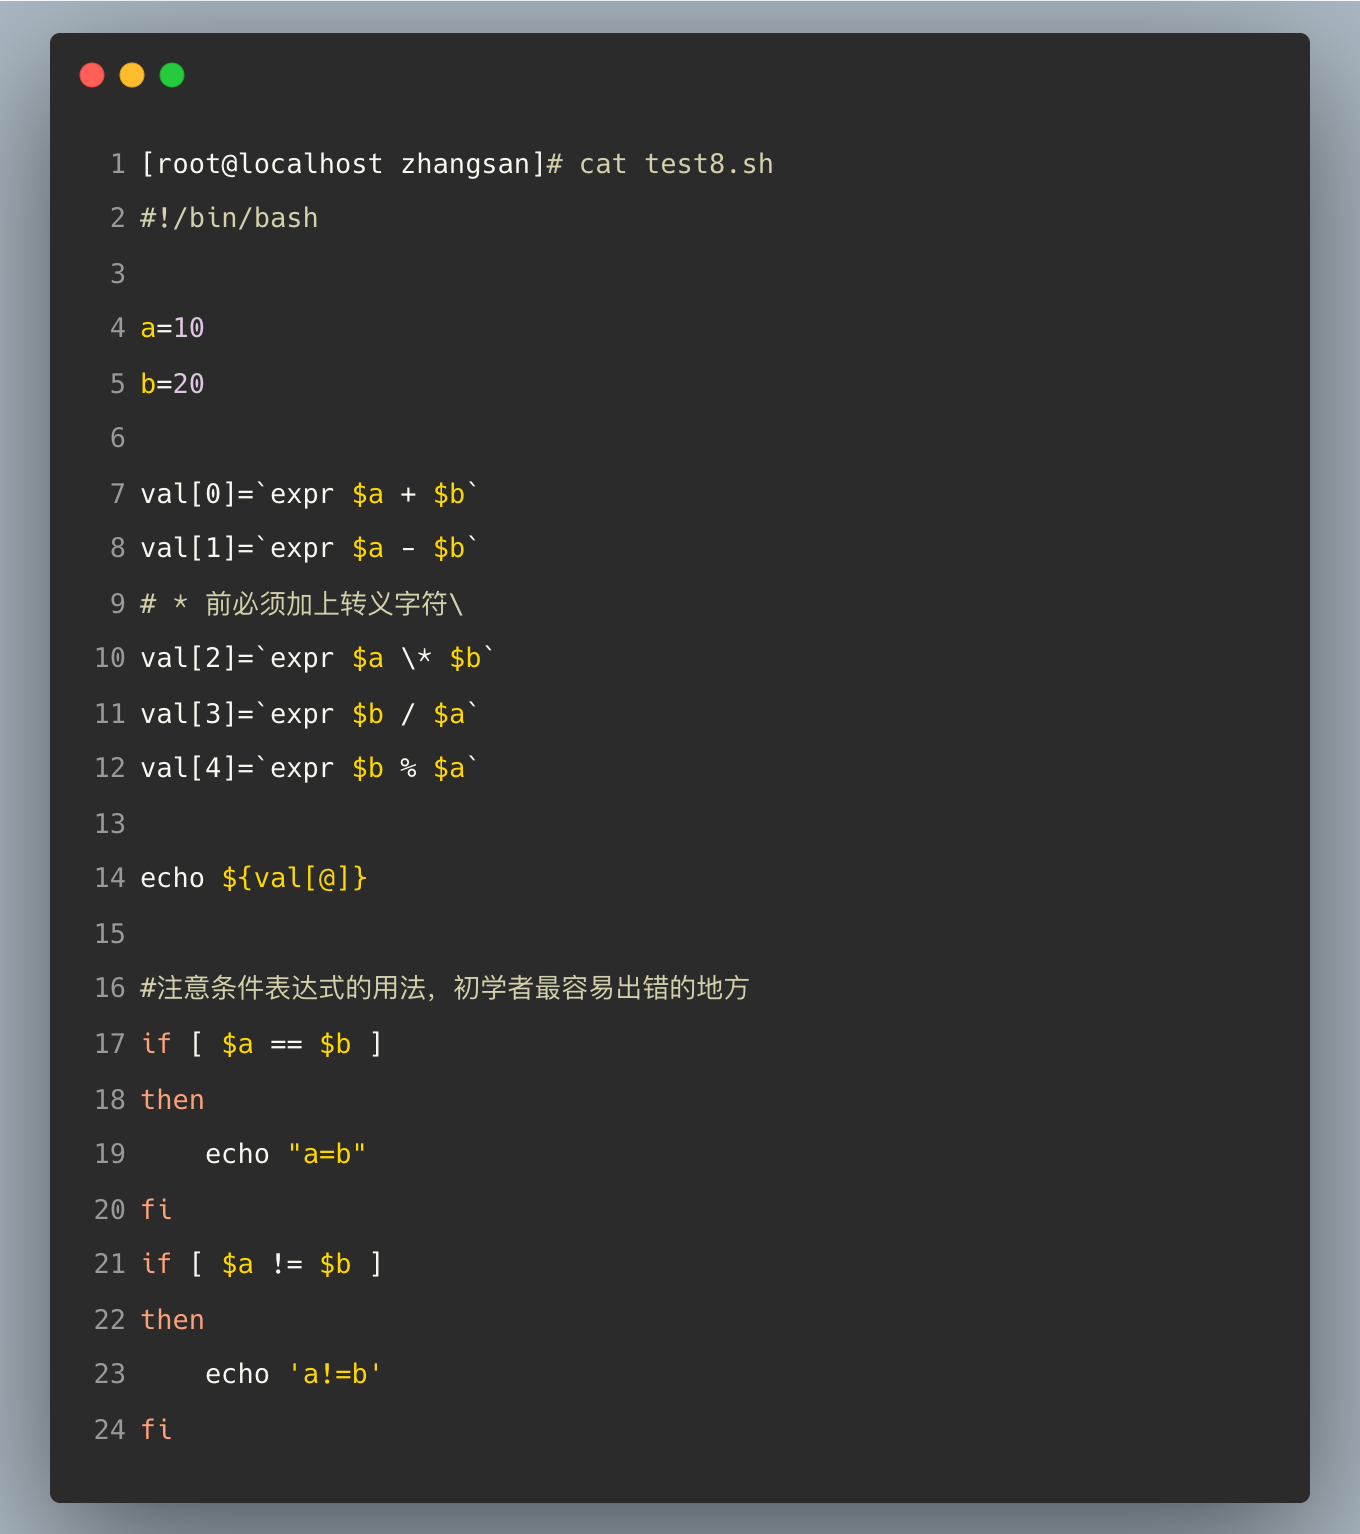 1 [root@localhost zhangsan]# cat test8.sh
2 #!/bin/bash
3
4 a=10
5 b=20
6
7 val[0]=`expr $a + $b`
8 val[1]=`expr $a - $b`
9 # * 前必须加上转义字符\
10 val[2]=`expr $a \* $b`
11 val[3]=`expr $b / $a`
12 val[4]=`expr $b % $a`
13
14 echo ${val[@]}
15
16 #注意条件表达式的用法，初学者最容易出错的地方
17 if [ $a == $b ]
18 then
19     echo "a=b"
20 fi
21 if [ $a != $b ]
22 then
23     echo 'a!=b'
24 fi